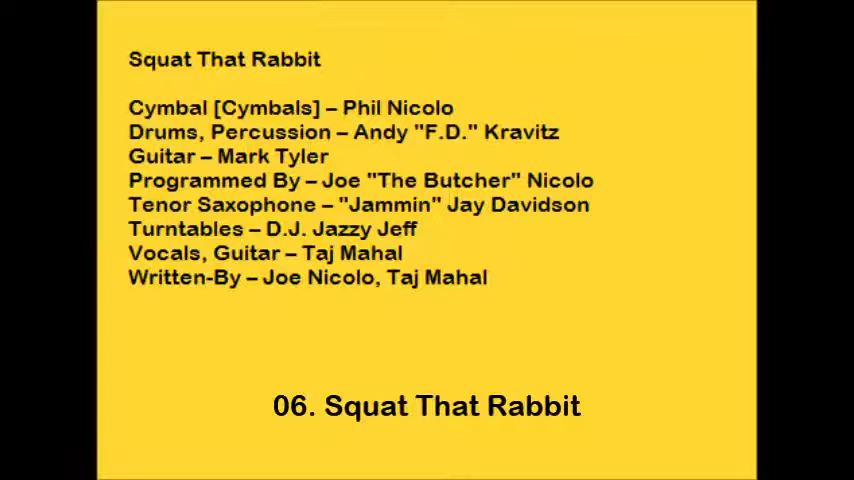 Squat That Rabbit
Cymbal [Cymbals] – Phil Nicolo
Drums, Percussion – Andy "F.D." Kravitz
Guitar – Mark Tyler
Programmed By – Joe "The Butcher" Nicolo
Tenor Saxophone – "Jammin" Jay Davidson
Turntables – D.J. Jazzy Jeff
Vocals, Guitar – Taj Mahal
Written-By – Joe Nicolo, Taj Mahal
06. Squat That Rabbit